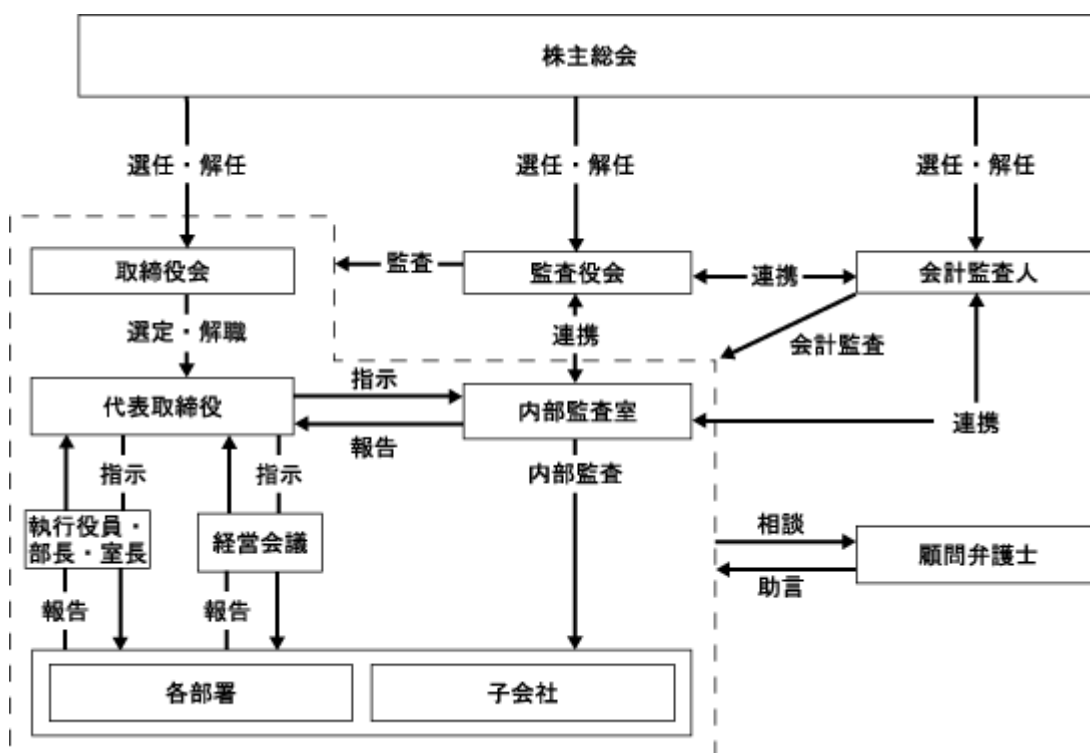 株主総会
選任・解任
選任・解任
選任・解任
取締役会
監査
監査役会
連携
会計監査人
選定・解職
連携
会計監査
代表取締役
指示
報告
内部監査室
連携
指示
指示
内部監査
執行役員・
部長・室長
経営会議
相談
助言
顧問弁護士
報告
報告
各部署
子会社